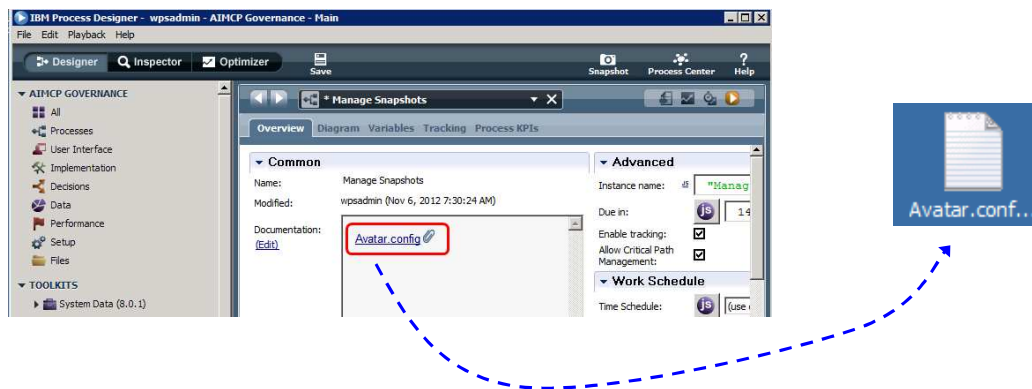 IBM Process Designer - wpsadmin - AIMCP Governance - Main
File Edit Playback Help
Designer Inspector Optimizer Save Snapshot Process Center Help
AIMCP GOVERNANCE
All
Processes
User Interface
Implementation
Decisions
Data
Performance
Setup
Files
TOOLKITS
System Data (8.0.1)
* Manage Snapshots
Overview Diagram Variables Tracking Process KPIs
Common
Name: Manage Snapshots
Modified: wpsadmin (Nov 6, 2012 7:30:24 AM)
Documentation:
(Edit)
Avatar.config
Advanced
Instance name: "Manag
Due in: js 14
Enable tracking:
Allow Critical Path
Management:
Work Schedule
Time Schedule: js (use
Avatar.conf...